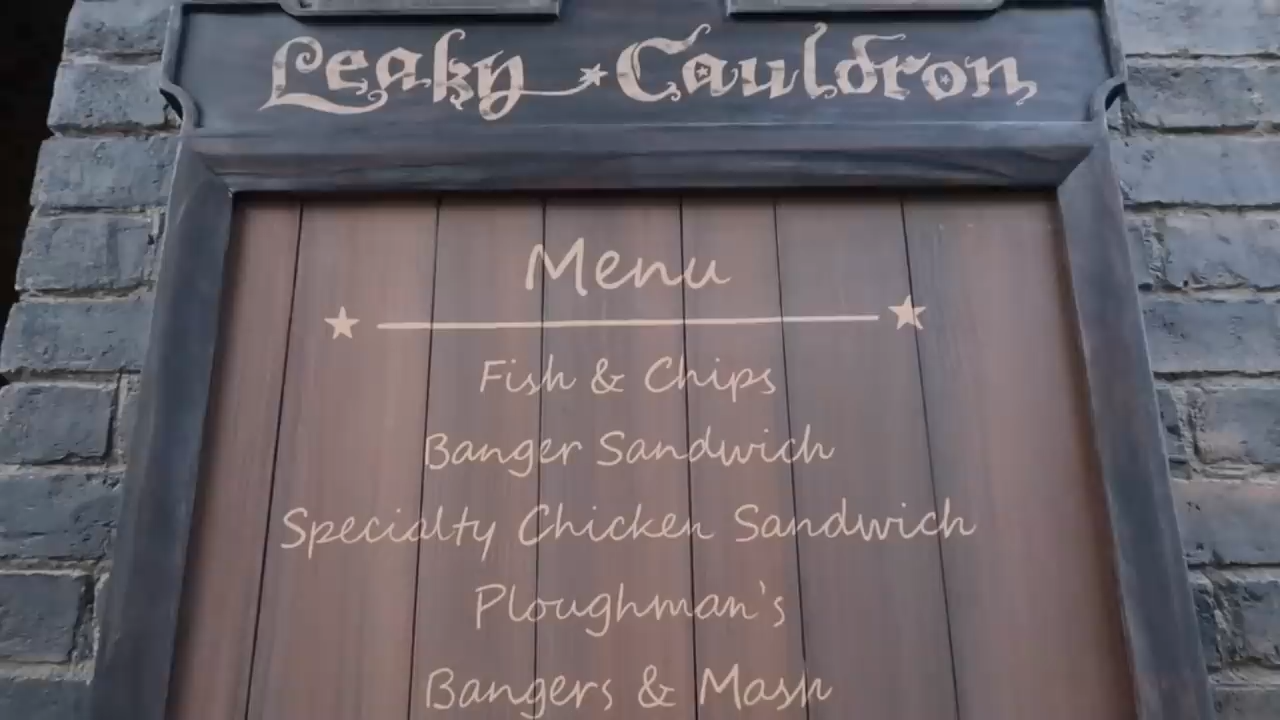 Leaky Cauldron
Menu
Fish & Chips
Banger Sandwich
Specialty Chicken Sandwich
Ploughman's
Bangers & Mash